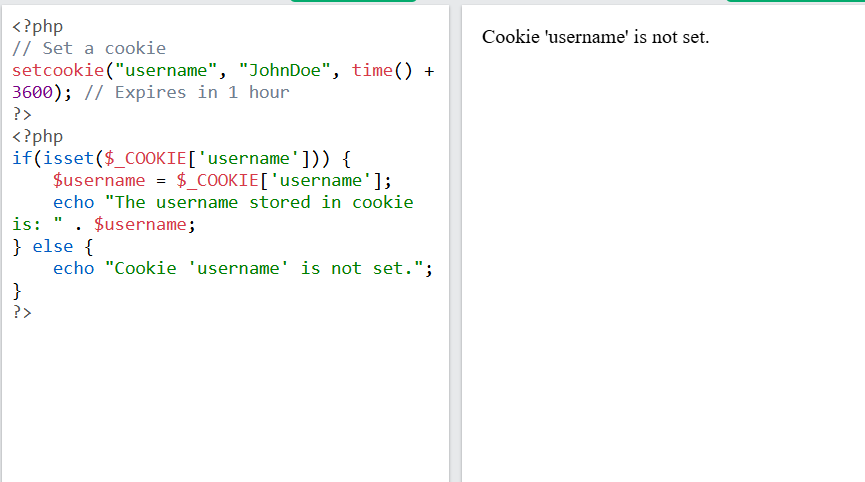 <?php
// Set a cookie
setcookie("username", "JohnDoe", time() +
3600); // Expires in 1 hour
?>
<?php
if(isset($_COOKIE['username'])) {
    $username = $_COOKIE['username'];
    echo "The username stored in cookie
is: " . $username;
} else {
    echo "Cookie 'username' is not set.";
}
?>
Cookie 'username' is not set.